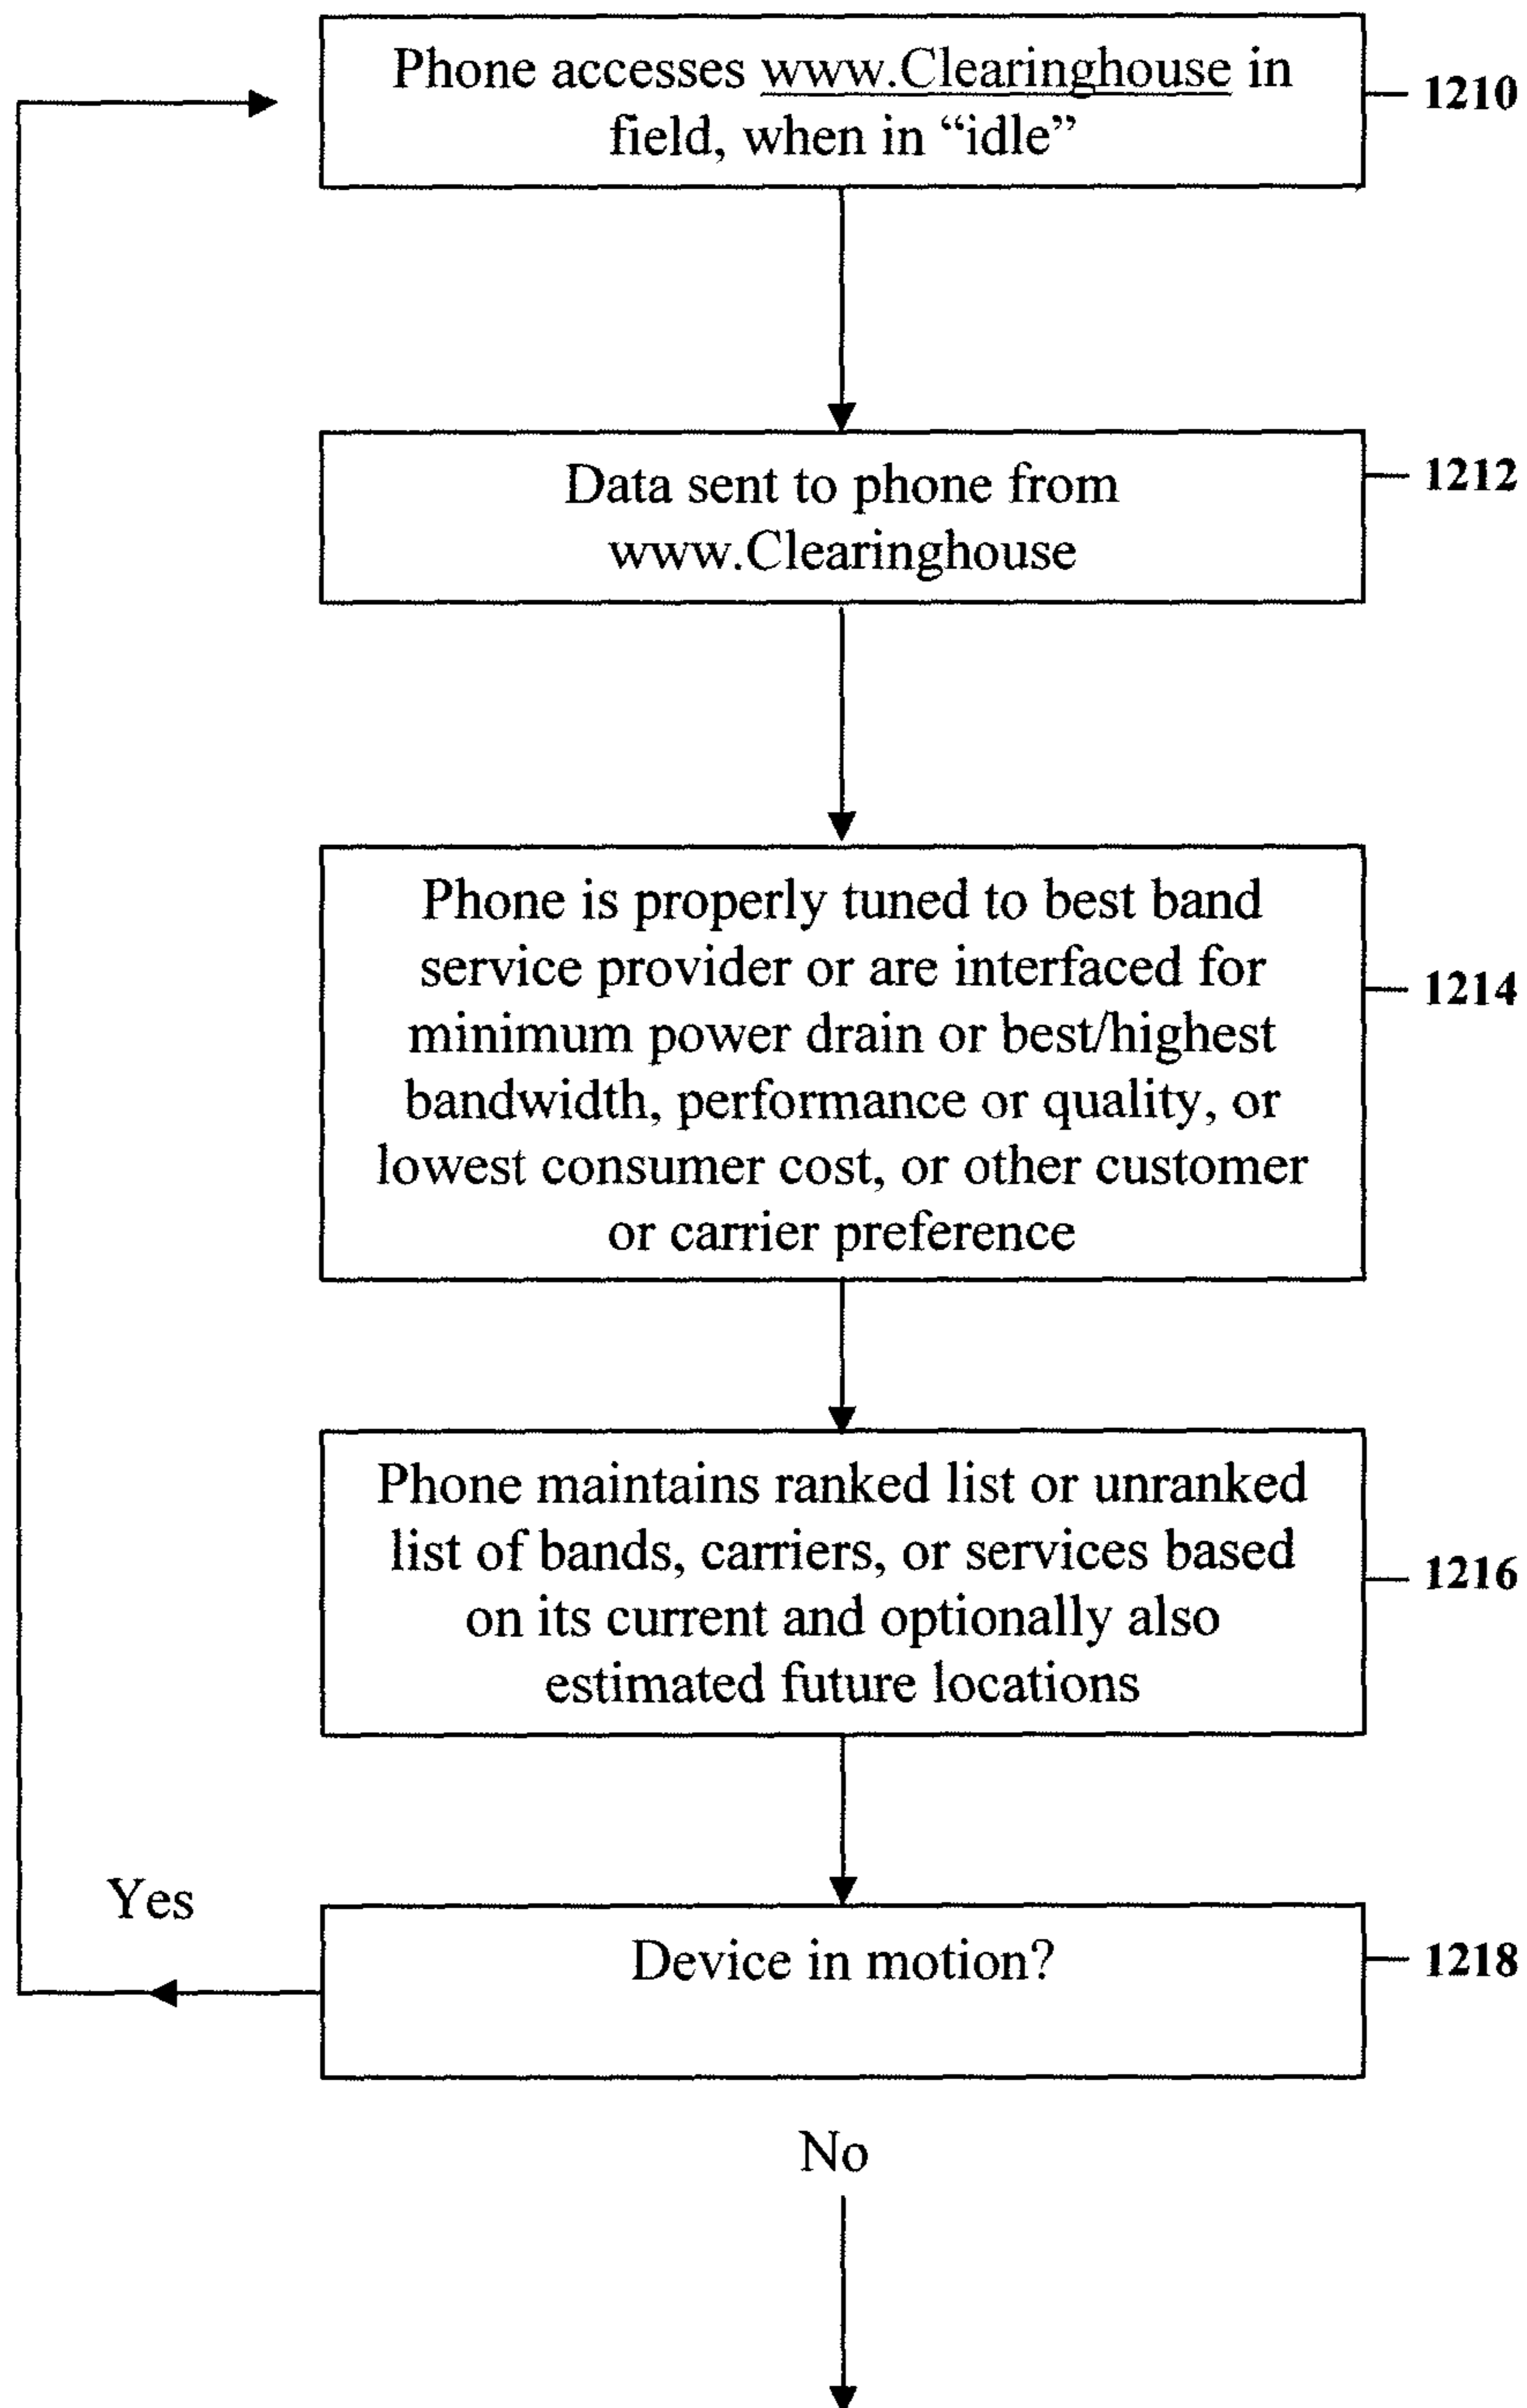 Phone accesses www.Clearinghouse in
field, when in “idle”
1210
Data sent to phone from
www.Clearinghouse
1212
Phone is properly tuned to best band
service provider or are interfaced for
minimum power drain or best/highest
bandwidth, performance or quality, or
lowest consumer cost, or other customer
or carrier preference
1214
Phone maintains ranked list or unranked
list of bands, carriers, or services based
on its current and optionally also
estimated future locations
1216
Yes
Device in motion?
1218
No